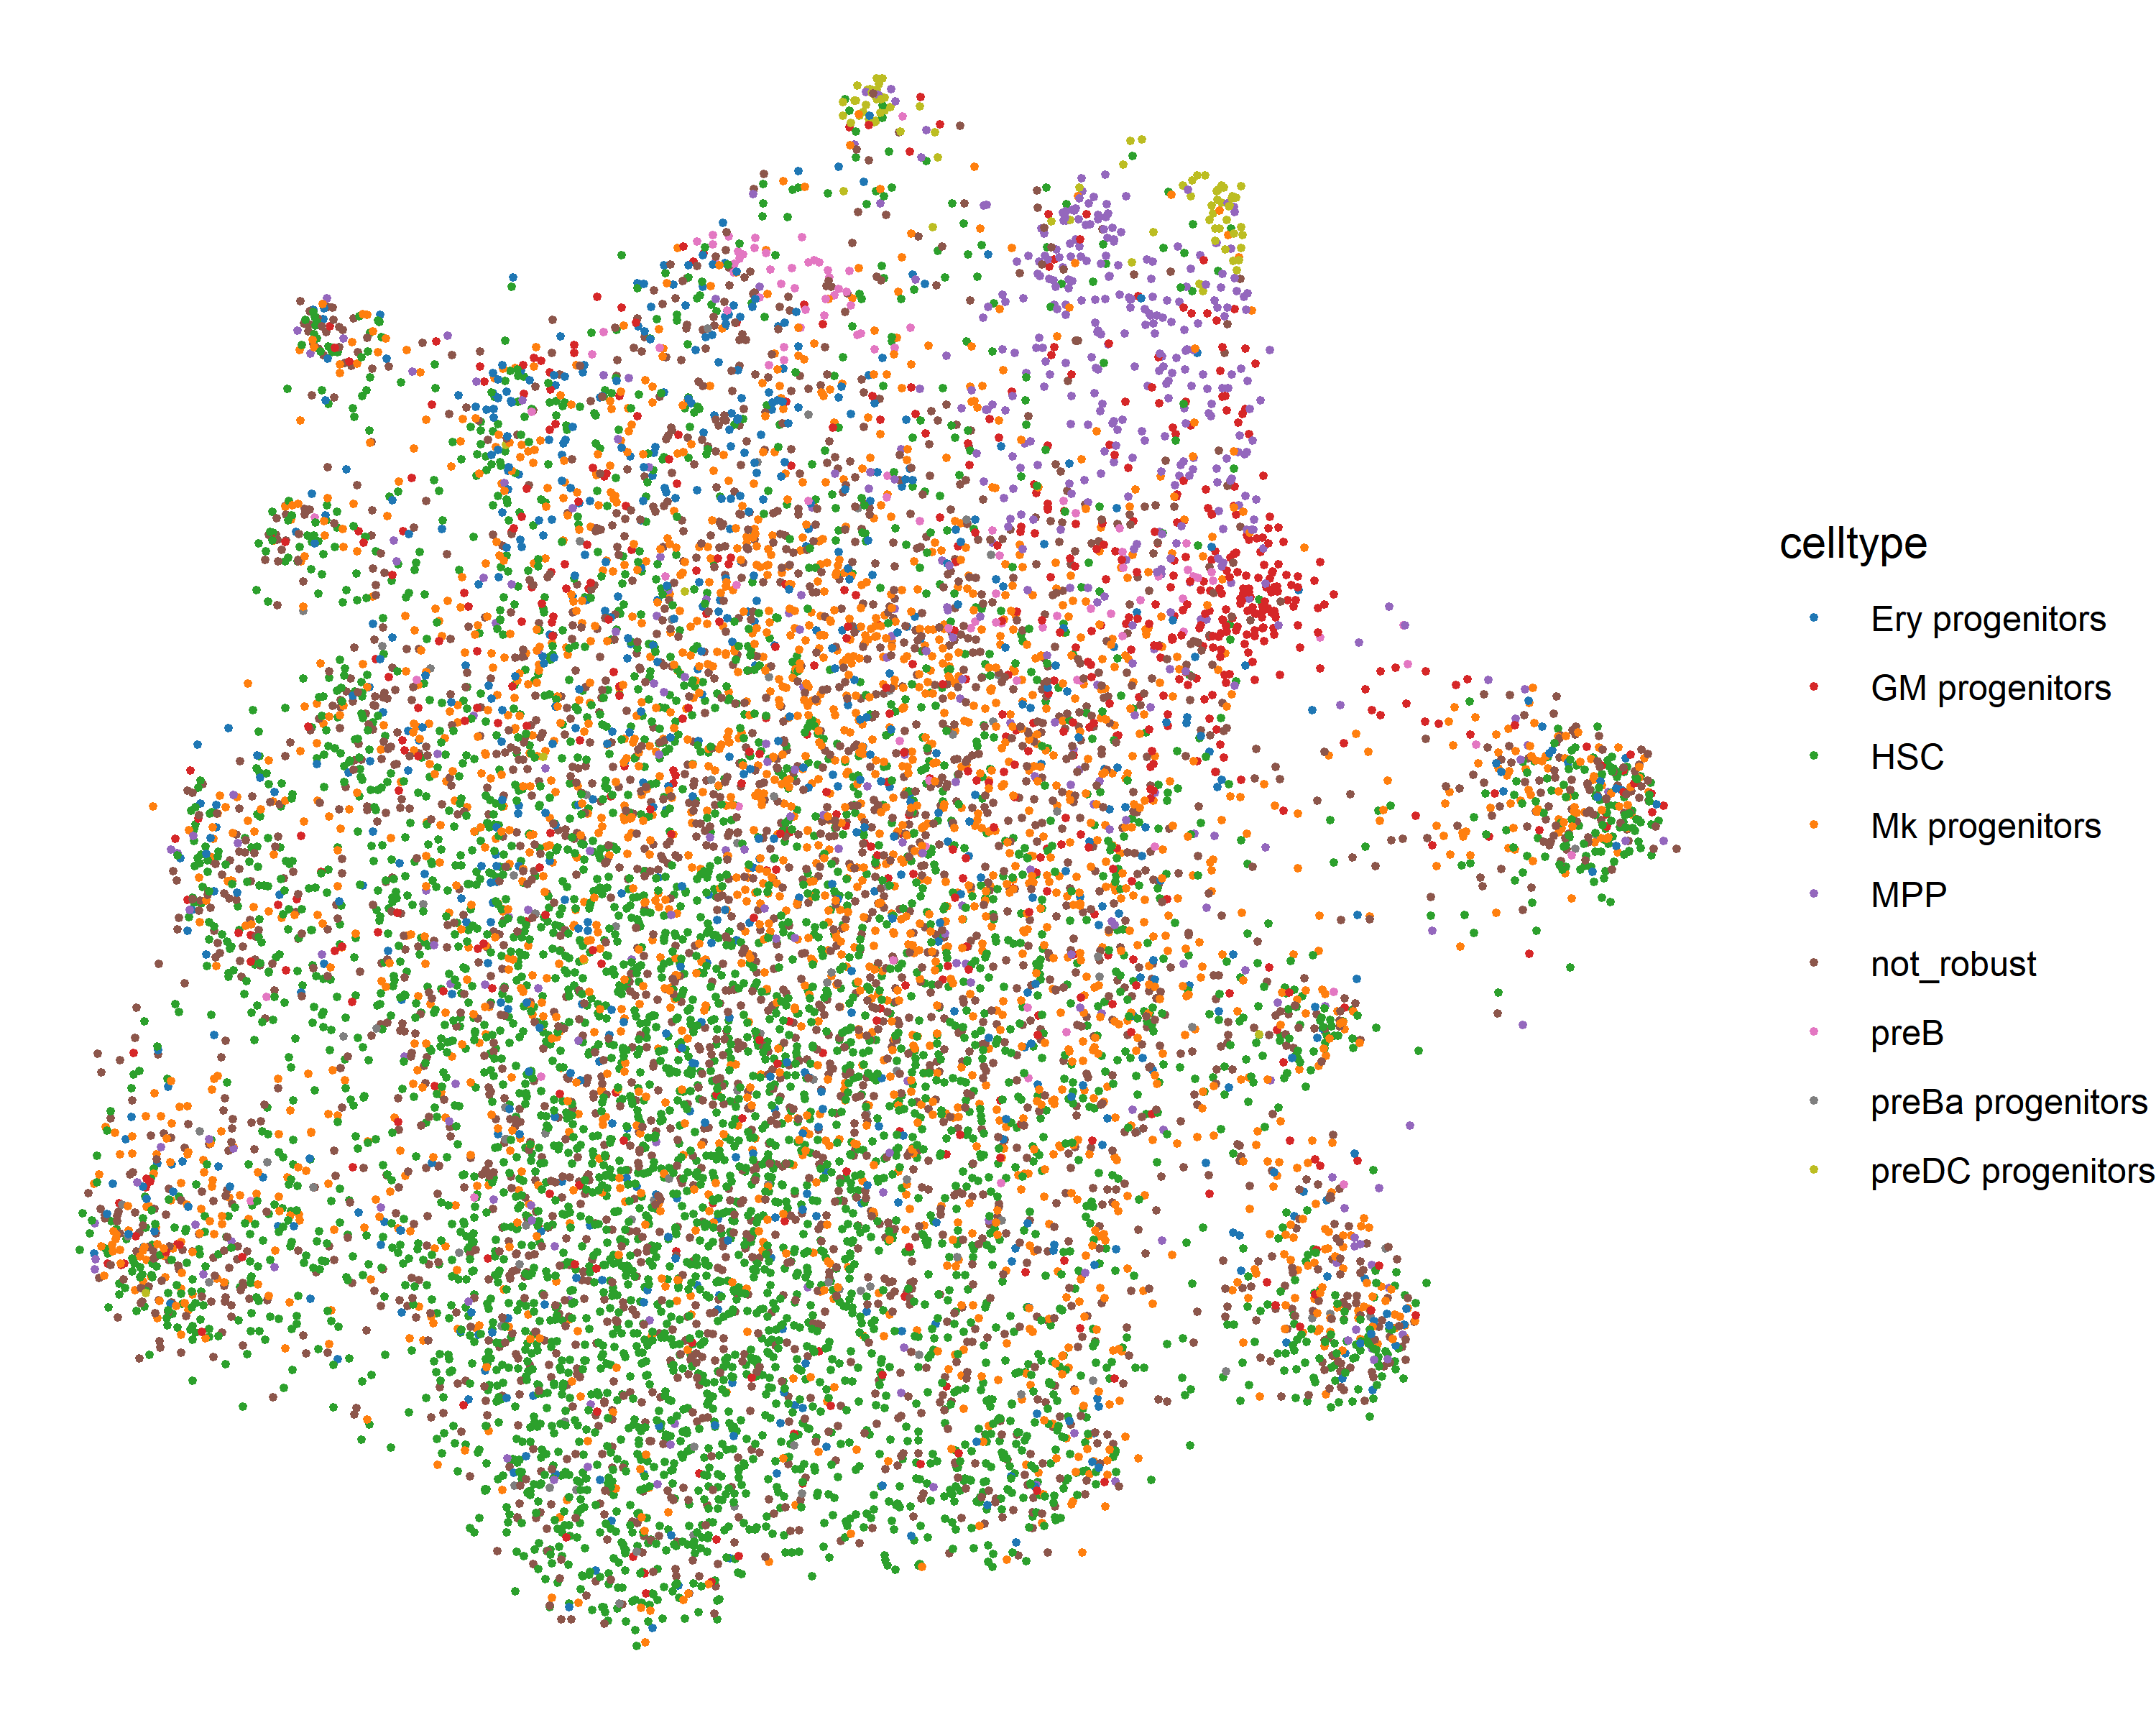 celltype
Ery progenitors
GM progenitors
HSC
Mk progenitors
MPP
not_robust
preB
preBa progenitors
preDC progenitors